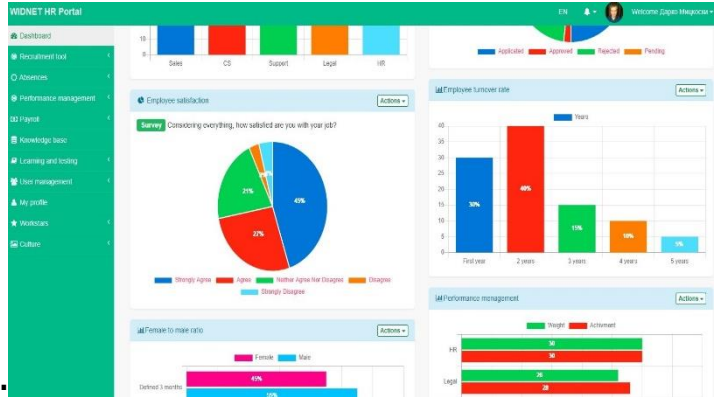 WIDNET HR Portal
EN
Welcome Дарко Мицкоски
Dashboard
Recruitment tool
Absences
Performance management
Payroll
Knowledge base
Learning and testing
User management
My profile
Workstars
Culture
10
0
Sales CS Support Legal HR
Applicated Approved Rejected Pending
Employee satisfaction
Actions
Survey Considering everything, how satisfied are you with your job?
45%
27%
21%
Strongly Agree Agree Neither Agree Nor Disagree Disagree
Strongly Disagree
Employee turnover rate
Actions
Years
40
35
30
25
20
15
10
5
0
30%
40%
15%
10%
5%
First year 2 years 3 years 4 years 5 years
Female to male ratio
Actions
Female Male
Defined 3 months
45%
Performance management
Actions
Weight
HR
50
50
Legal